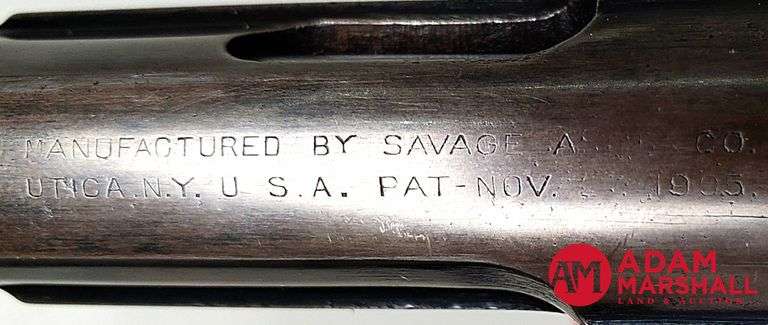 MANUFACTURED BY SAVAGE CO.
UTICA. N.Y. U.S.A. PAT-NOV. 1905.
AM ADAM
MARSHALL
LAND & AUCTION